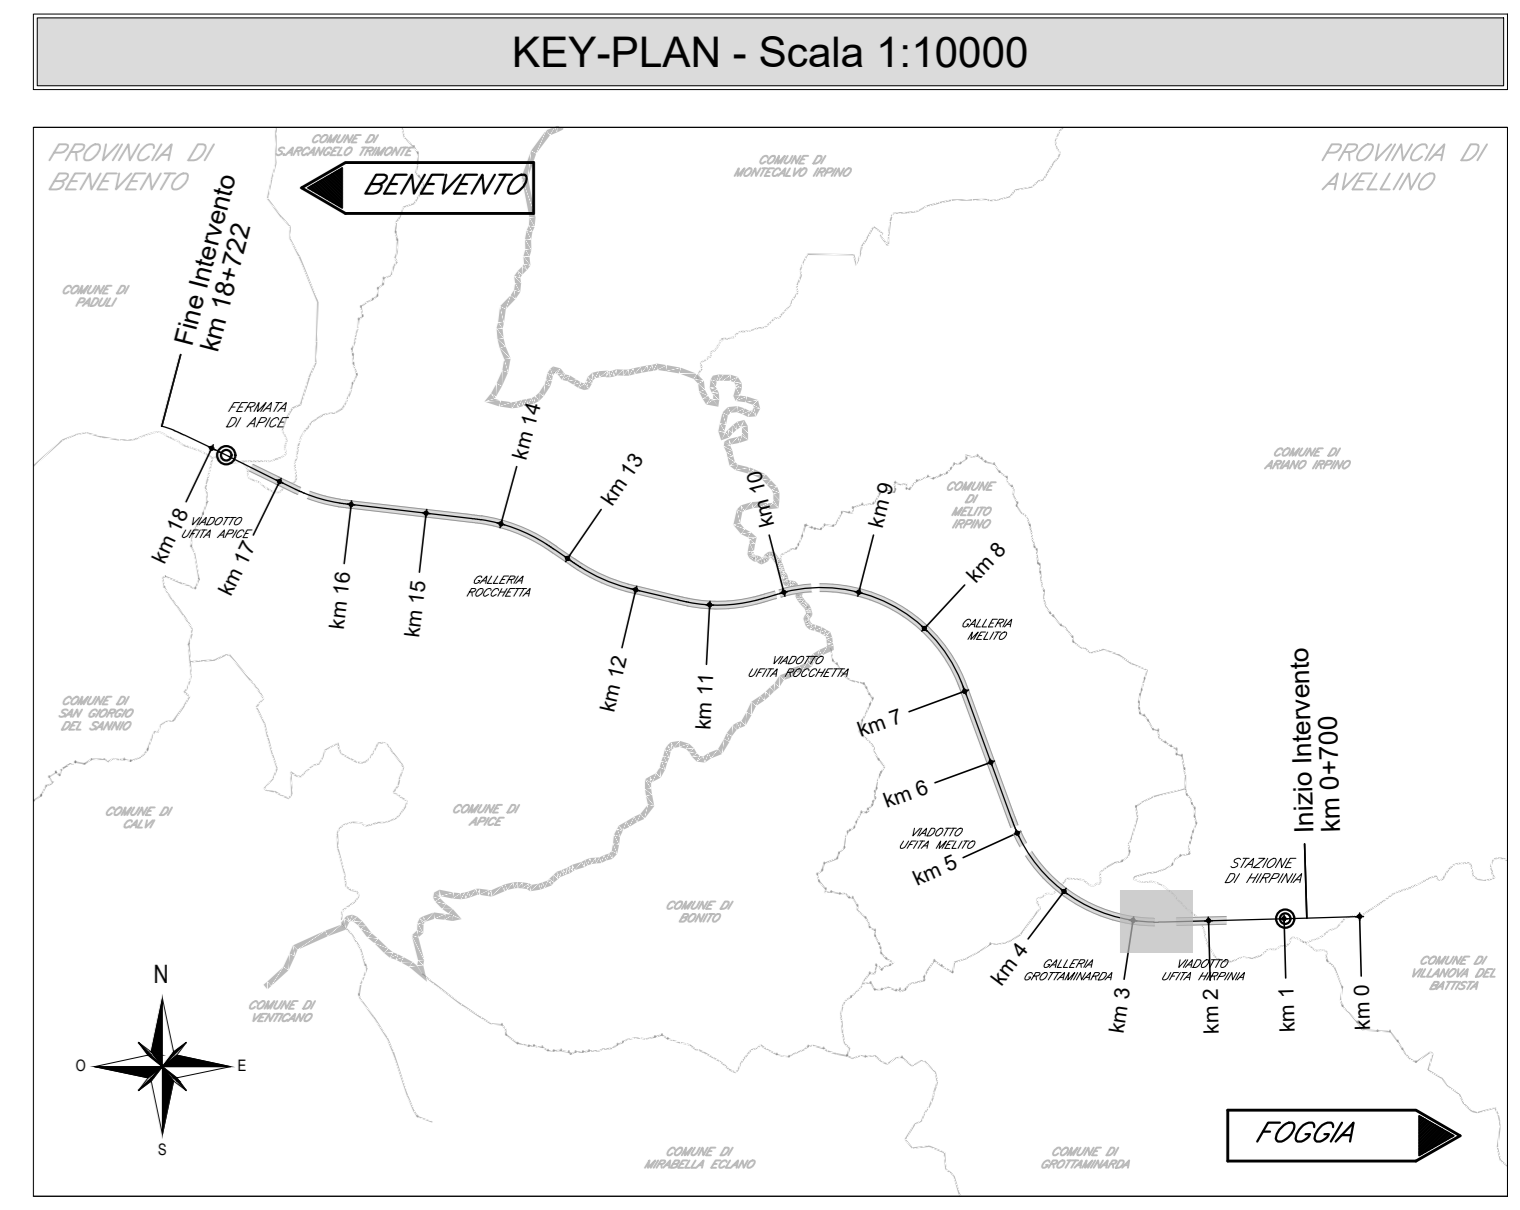 KEY-PLAN - Scala 1:10000
PROVINCIA DI
BENEVENTO
COMUNE DI
S.ARCANGELO TRIMONTE
BENEVENTO
COMUNE DI
MONTECALVO IRPINO
PROVINCIA DI
AVELLINO
Fine Intervento
km 18+722
COMUNE DI
PADULI
FERMATA
DI APICE
km 14
km 13
km 10
km 9
COMUNE
DI
MELITO
IRPINO
COMUNE DI
ARIANO IRPINO
km 18
VIADOTTO
UFITA APICE
km 17
km 16
km 15
GALLERIA
ROCCHETTA
km 8
GALLERIA
MELITO
km 12
km 11
VIADOTTO
UFITA ROCCHETTA
km 7
COMUNE DI
SAN GIORGIO
DEL SANNIO
Inizio Intervento
km 0+700
km 6
COMUNE DI
CALVI
COMUNE DI
APICE
VIADOTTO
UFITA MELITO
km 5
STAZIONE
DI HIRPINIA
COMUNE DI
BONITO
km 4
GALLERIA
GROTTAMINARDA
km 3
VIADOTTO
UFITA HIRPINIA
km 2
km 1
km 0
COMUNE DI
VILLANOVA DEL
BATTISTA
COMUNE DI
VENTICANO
N
O
E
S
FOGGIA
COMUNE DI
MIRABELLA ECLANO
COMUNE DI
GROTTAMINARDA